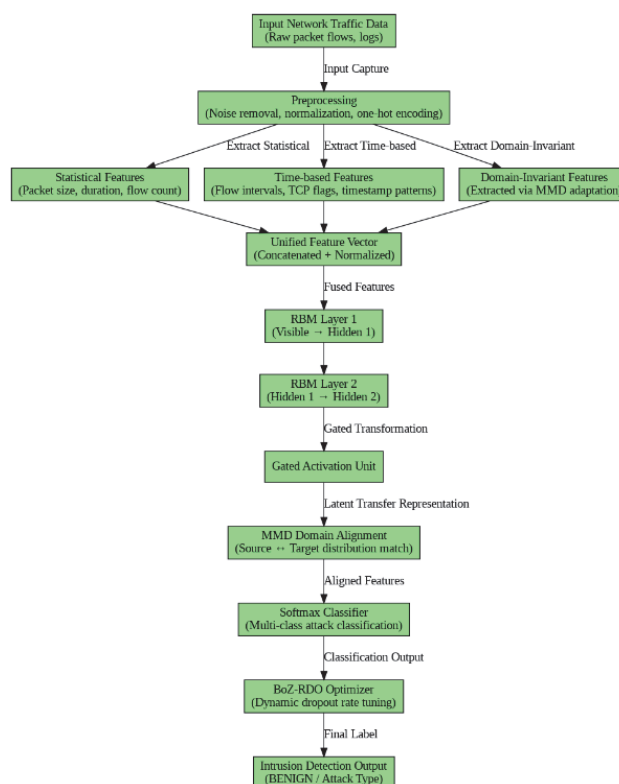 Input Network Traffic Data
(Raw packet flows, logs)
Input Capture
Preprocessing
(Noise removal, normalization, one-hot encoding)
Extract Statistical
Extract Time-based
Extract Domain-Invariant
Statistical Features
(Packet size, duration, flow count)
Time-based Features
(Flow intervals, TCP flags, timestamp patterns)
Domain-Invariant Features
(Extracted via MMD adaptation)
Unified Feature Vector
(Concatenated + Normalized)
Fused Features
RBM Layer 1
(Visible → Hidden 1)
RBM Layer 2
(Hidden 1 → Hidden 2)
Gated Transformation
Gated Activation Unit
Latent Transfer Representation
MMD Domain Alignment
(Source ↔ Target distribution match)
Aligned Features
Softmax Classifier
(Multi-class attack classification)
Classification Output
BoZ-RDO Optimizer
(Dynamic dropout rate tuning)
Final Label
Intrusion Detection Output
(BENIGN / Attack Type)